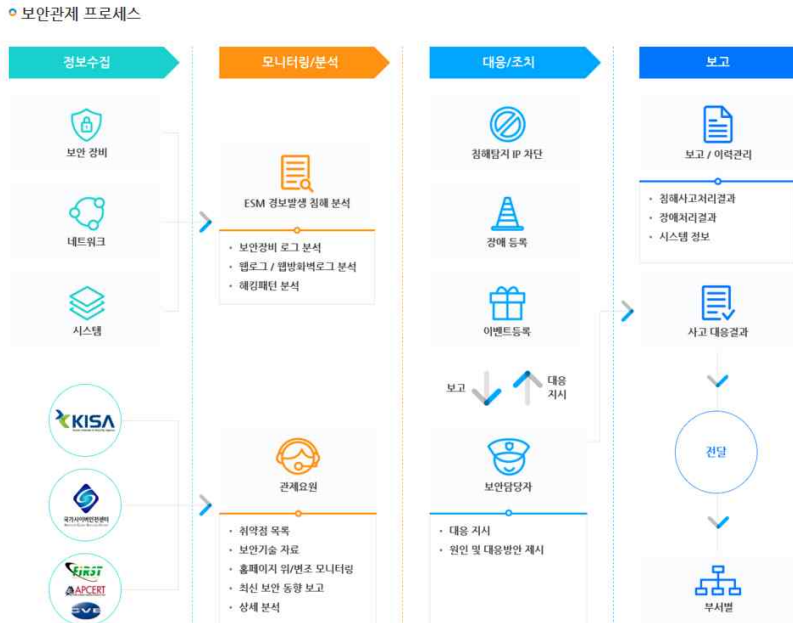 보안관제 프로세스
정보수집
모니터링/분석
대응/조치
보고
보안 장비
네트워크
시스템
KISA
국가사이버안전센터
FIRST
APCERT
CVE
ESM 경보발생 침해 분석
· 보안장비 로그 분석
· 웹로그 / 웹방화벽로그 분석
· 해킹패턴 분석
관제요원
· 취약점 목록
· 보안기술 자료
· 홈페이지 위/변조 모니터링
· 최신 보안 동향 보고
· 상세 분석
침해탐지 IP 차단
장애 등록
이벤트등록
보고
대응
지시
보안담당자
· 대응 지시
· 원인 및 대응방안 제시
보고 / 이력관리
· 침해사고처리결과
· 장애처리결과
· 시스템 정보
사고 대응결과
전달
부서별